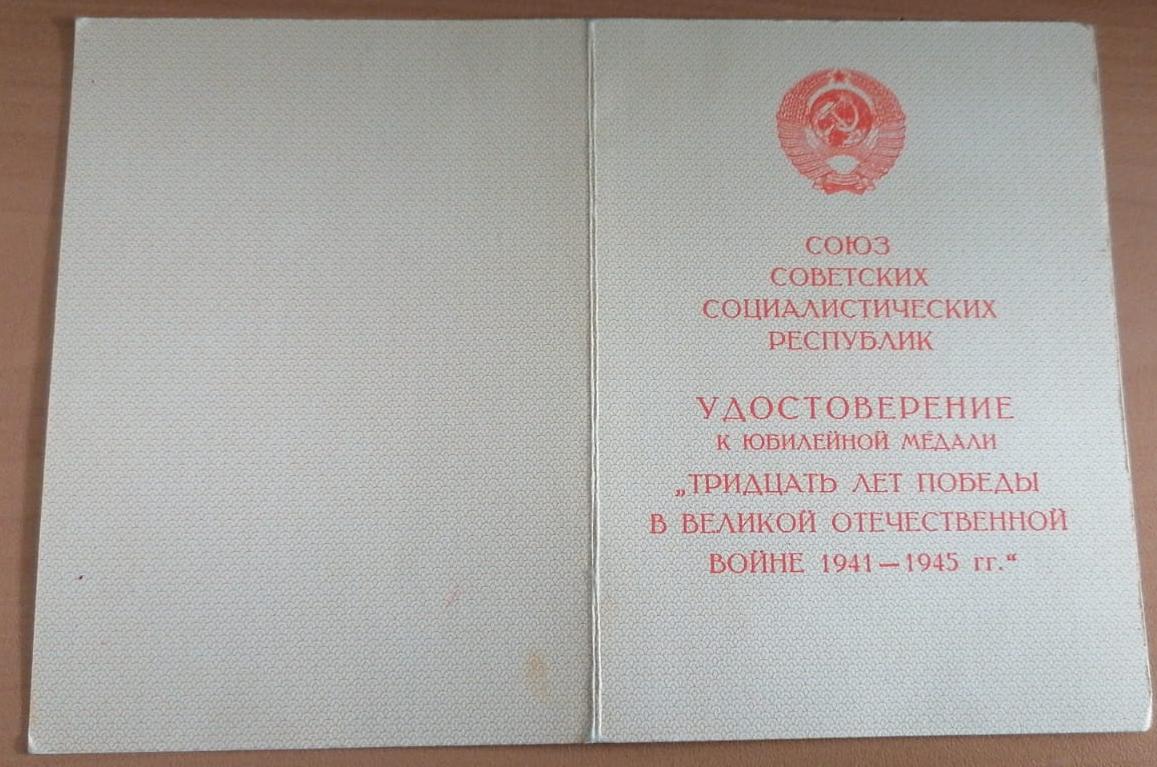 СОЮЗ
СОВЕТСКИХ
СОЦИАЛИСТИЧЕСКИХ
РЕСПУБЛИК
УДОСТОВЕРЕНИЕ
К ЮБИЛЕЙНОЙ МЕДАЛИ
„ТРИДЦАТЬ ЛЕТ ПОБЕДЫ
В ВЕЛИКОЙ ОТЕЧЕСТВЕННОЙ
ВОЙНЕ 1941—1945 гг.“